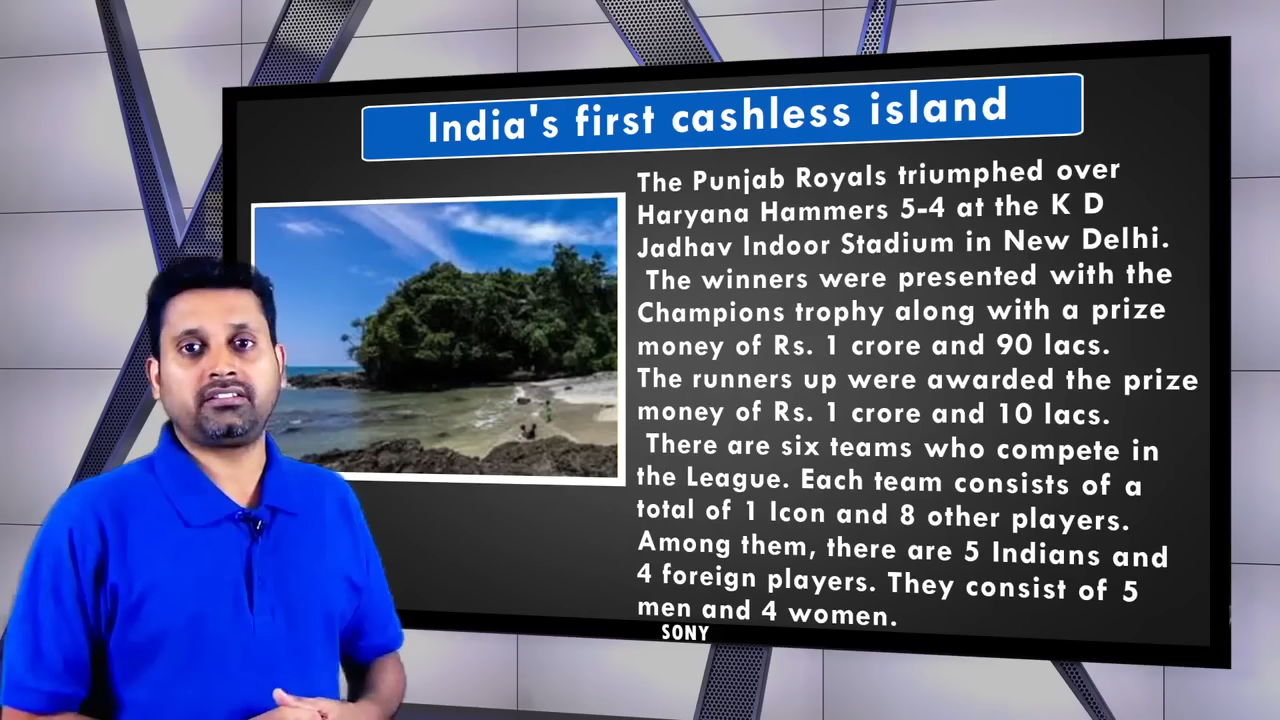 India's first cashless island
The Punjab Royals triumphed over
Haryana Hammers 5-4 at the K D
Jadhav Indoor Stadium in New Delhi.
The winners were presented with the
Champions trophy along with a prize
money of Rs. 1 crore and 90 lacs.
The runners up were awarded the prize
money of Rs. 1 crore and 10 lacs.
There are six teams who compete in
the League. Each team consists of a
total of 1 Icon and 8 other players.
Among them, there are 5 Indians and
4 foreign players. They consist of 5
men and 4 women.
SONY